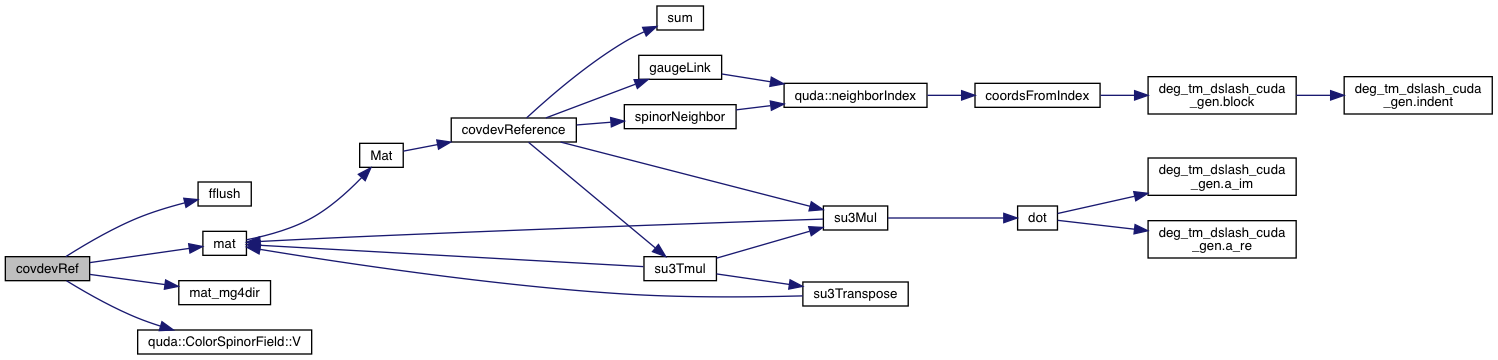 sum
gaugeLink
quda::neighborIndex
coordsFromIndex
deg_tm_dslash_cuda
_gen.block
deg_tm_dslash_cuda
_gen.indent
spinorNeighbor
covdevReference
Mat
deg_tm_dslash_cuda
_gen.a_im
fflush
su3Mul
dot
mat
deg_tm_dslash_cuda
_gen.a_re
covdevRef
su3Tmul
mat_mg4dir
su3Transpose
quda::ColorSpinorField::V